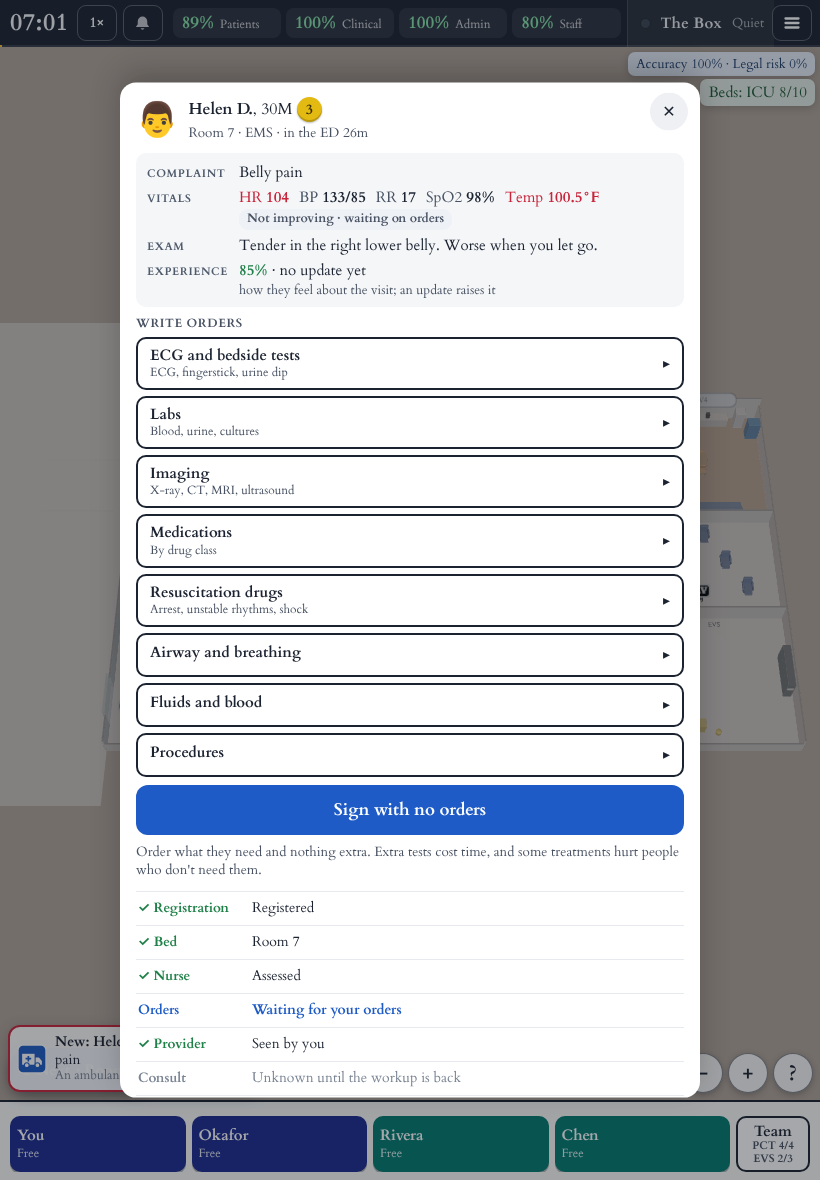 07:01
1×
89% Patients
100% Clinical
100% Admin
80% Staff
The Box Quiet
Accuracy 100% · Legal risk 0%
Beds: ICU 8/10
Helen D., 30M 3
Room 7 · EMS · in the ED 26m
COMPLAINT Belly pain
VITALS HR 104 BP 133/85 RR 17 SpO2 98% Temp 100.5°F
Not improving · waiting on orders
EXAM Tender in the right lower belly. Worse when you let go.
EXPERIENCE 85% · no update yet
how they feel about the visit; an update raises it
WRITE ORDERS
ECG and bedside tests
ECG, fingerstick, urine dip
Labs
Blood, urine, cultures
Imaging
X-ray, CT, MRI, ultrasound
Medications
By drug class
Resuscitation drugs
Arrest, unstable rhythms, shock
Airway and breathing
Fluids and blood
Procedures
EVS
Sign with no orders
Order what they need and nothing extra. Extra tests cost time, and some treatments hurt people
who don't need them.
✓ Registration Registered
✓ Bed Room 7
✓ Nurse Assessed
Orders Waiting for your orders
✓ Provider Seen by you
Consult Unknown until the workup is back
New: Hele
pain
An ambulan
− + ?
You
Free
Okafor
Free
Rivera
Free
Chen
Free
Team
PCT 4/4
EVS 2/3